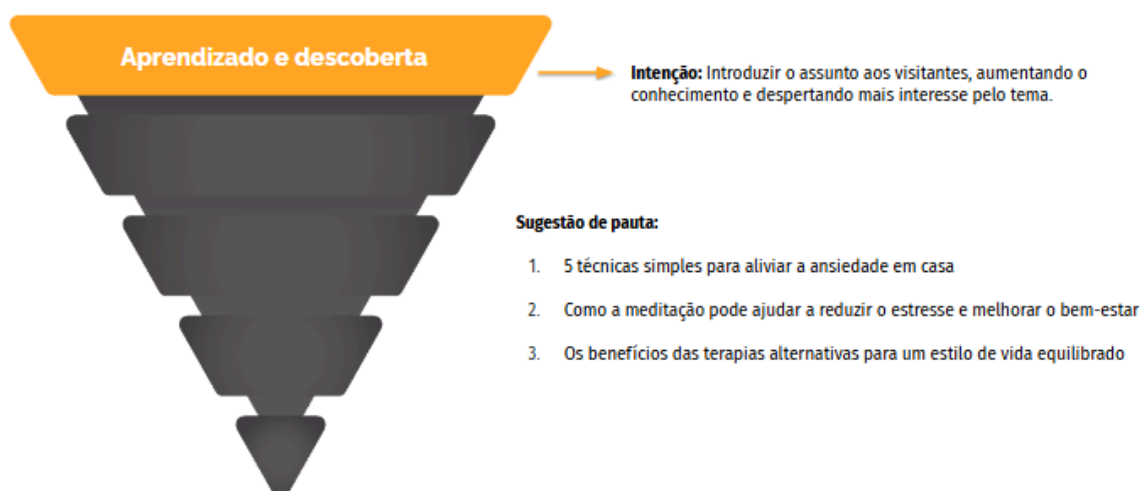 Aprendizado e descoberta
Intenção: Introduzir o assunto aos visitantes, aumentando o
conhecimento e despertando mais interesse pelo tema.
Sugestão de pauta:
1. 5 técnicas simples para aliviar a ansiedade em casa
2. Como a meditação pode ajudar a reduzir o estresse e melhorar o bem-estar
3. Os benefícios das terapias alternativas para um estilo de vida equilibrado